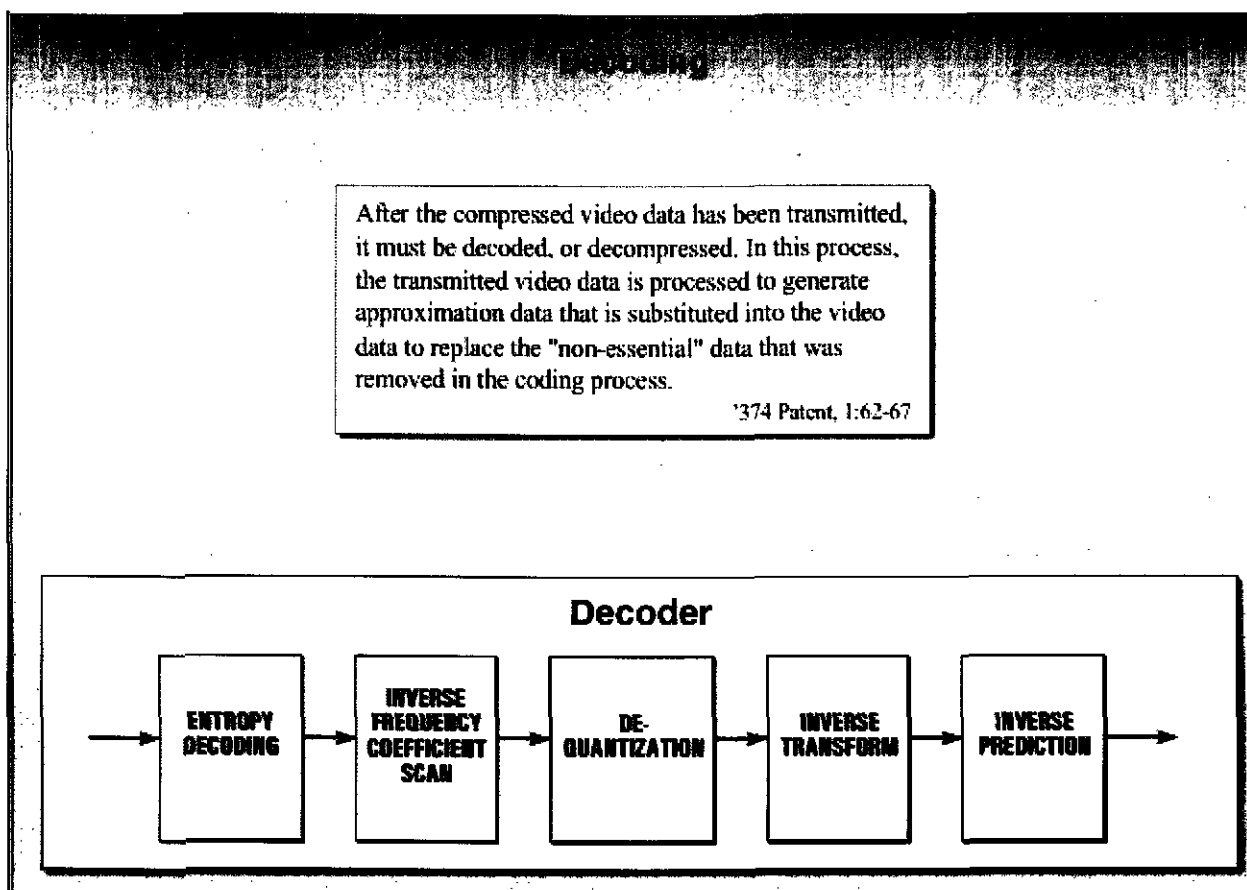 Decoding
After the compressed video data has been transmitted,
it must be decoded, or decompressed. In this process,
the transmitted video data is processed to generate
approximation data that is substituted into the video
data to replace the "non-essential" data that was
removed in the coding process.
'374 Patent, 1:62-67
Decoder
ENTROPY
DECODING
INVERSE
FREQUENCY
COEFFICIENT
SCAN
DE-
QUANTIZATION
INVERSE
TRANSFORM
INVERSE
PREDICTION